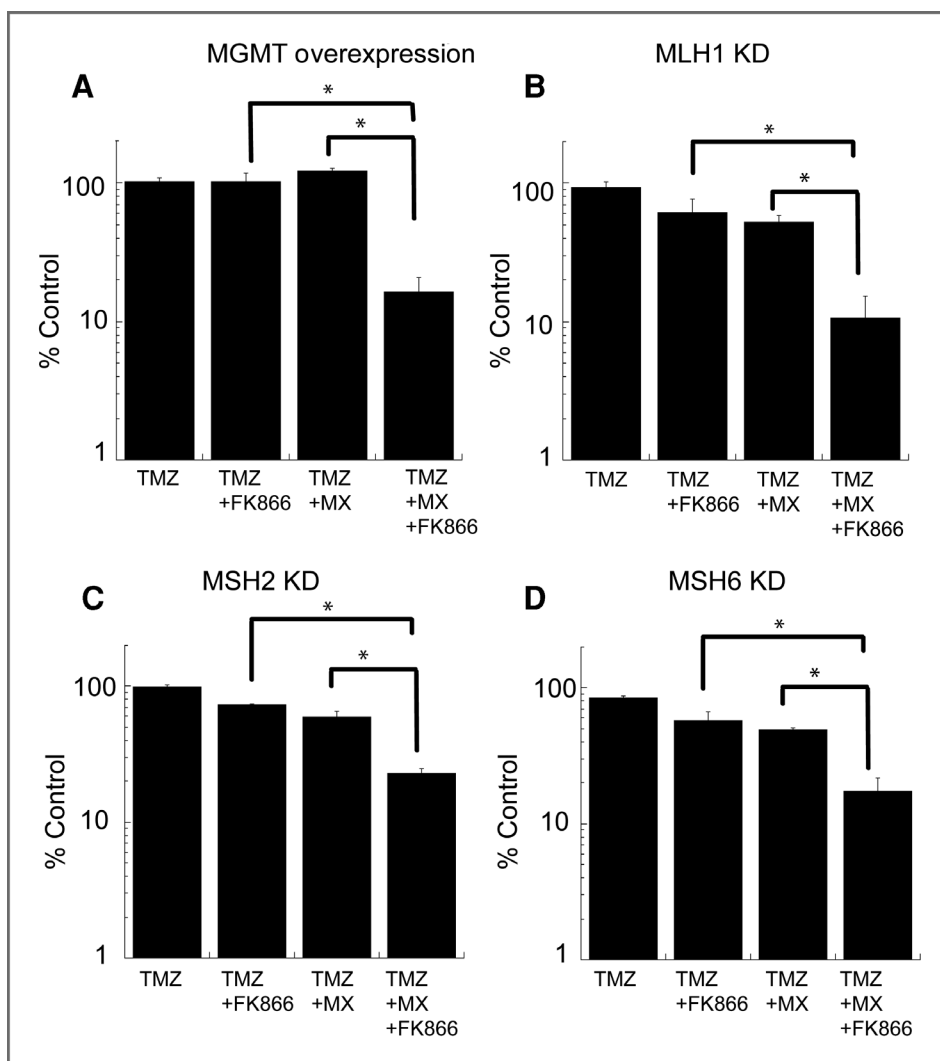 MGMT overexpression
A
*
*
% Control
100
10
1
TMZ
TMZ
+FK866
TMZ
+MX
TMZ
+MX
+FK866
MLH1 KD
B
*
*
% Control
100
10
1
TMZ
TMZ
+FK866
TMZ
+MX
TMZ
+MX
+FK866
MSH2 KD
C
*
*
% Control
100
10
1
TMZ
TMZ
+FK866
TMZ
+MX
TMZ
+MX
+FK866
MSH6 KD
D
*
*
% Control
100
10
1
TMZ
TMZ
+FK866
TMZ
+MX
TMZ
+MX
+FK866